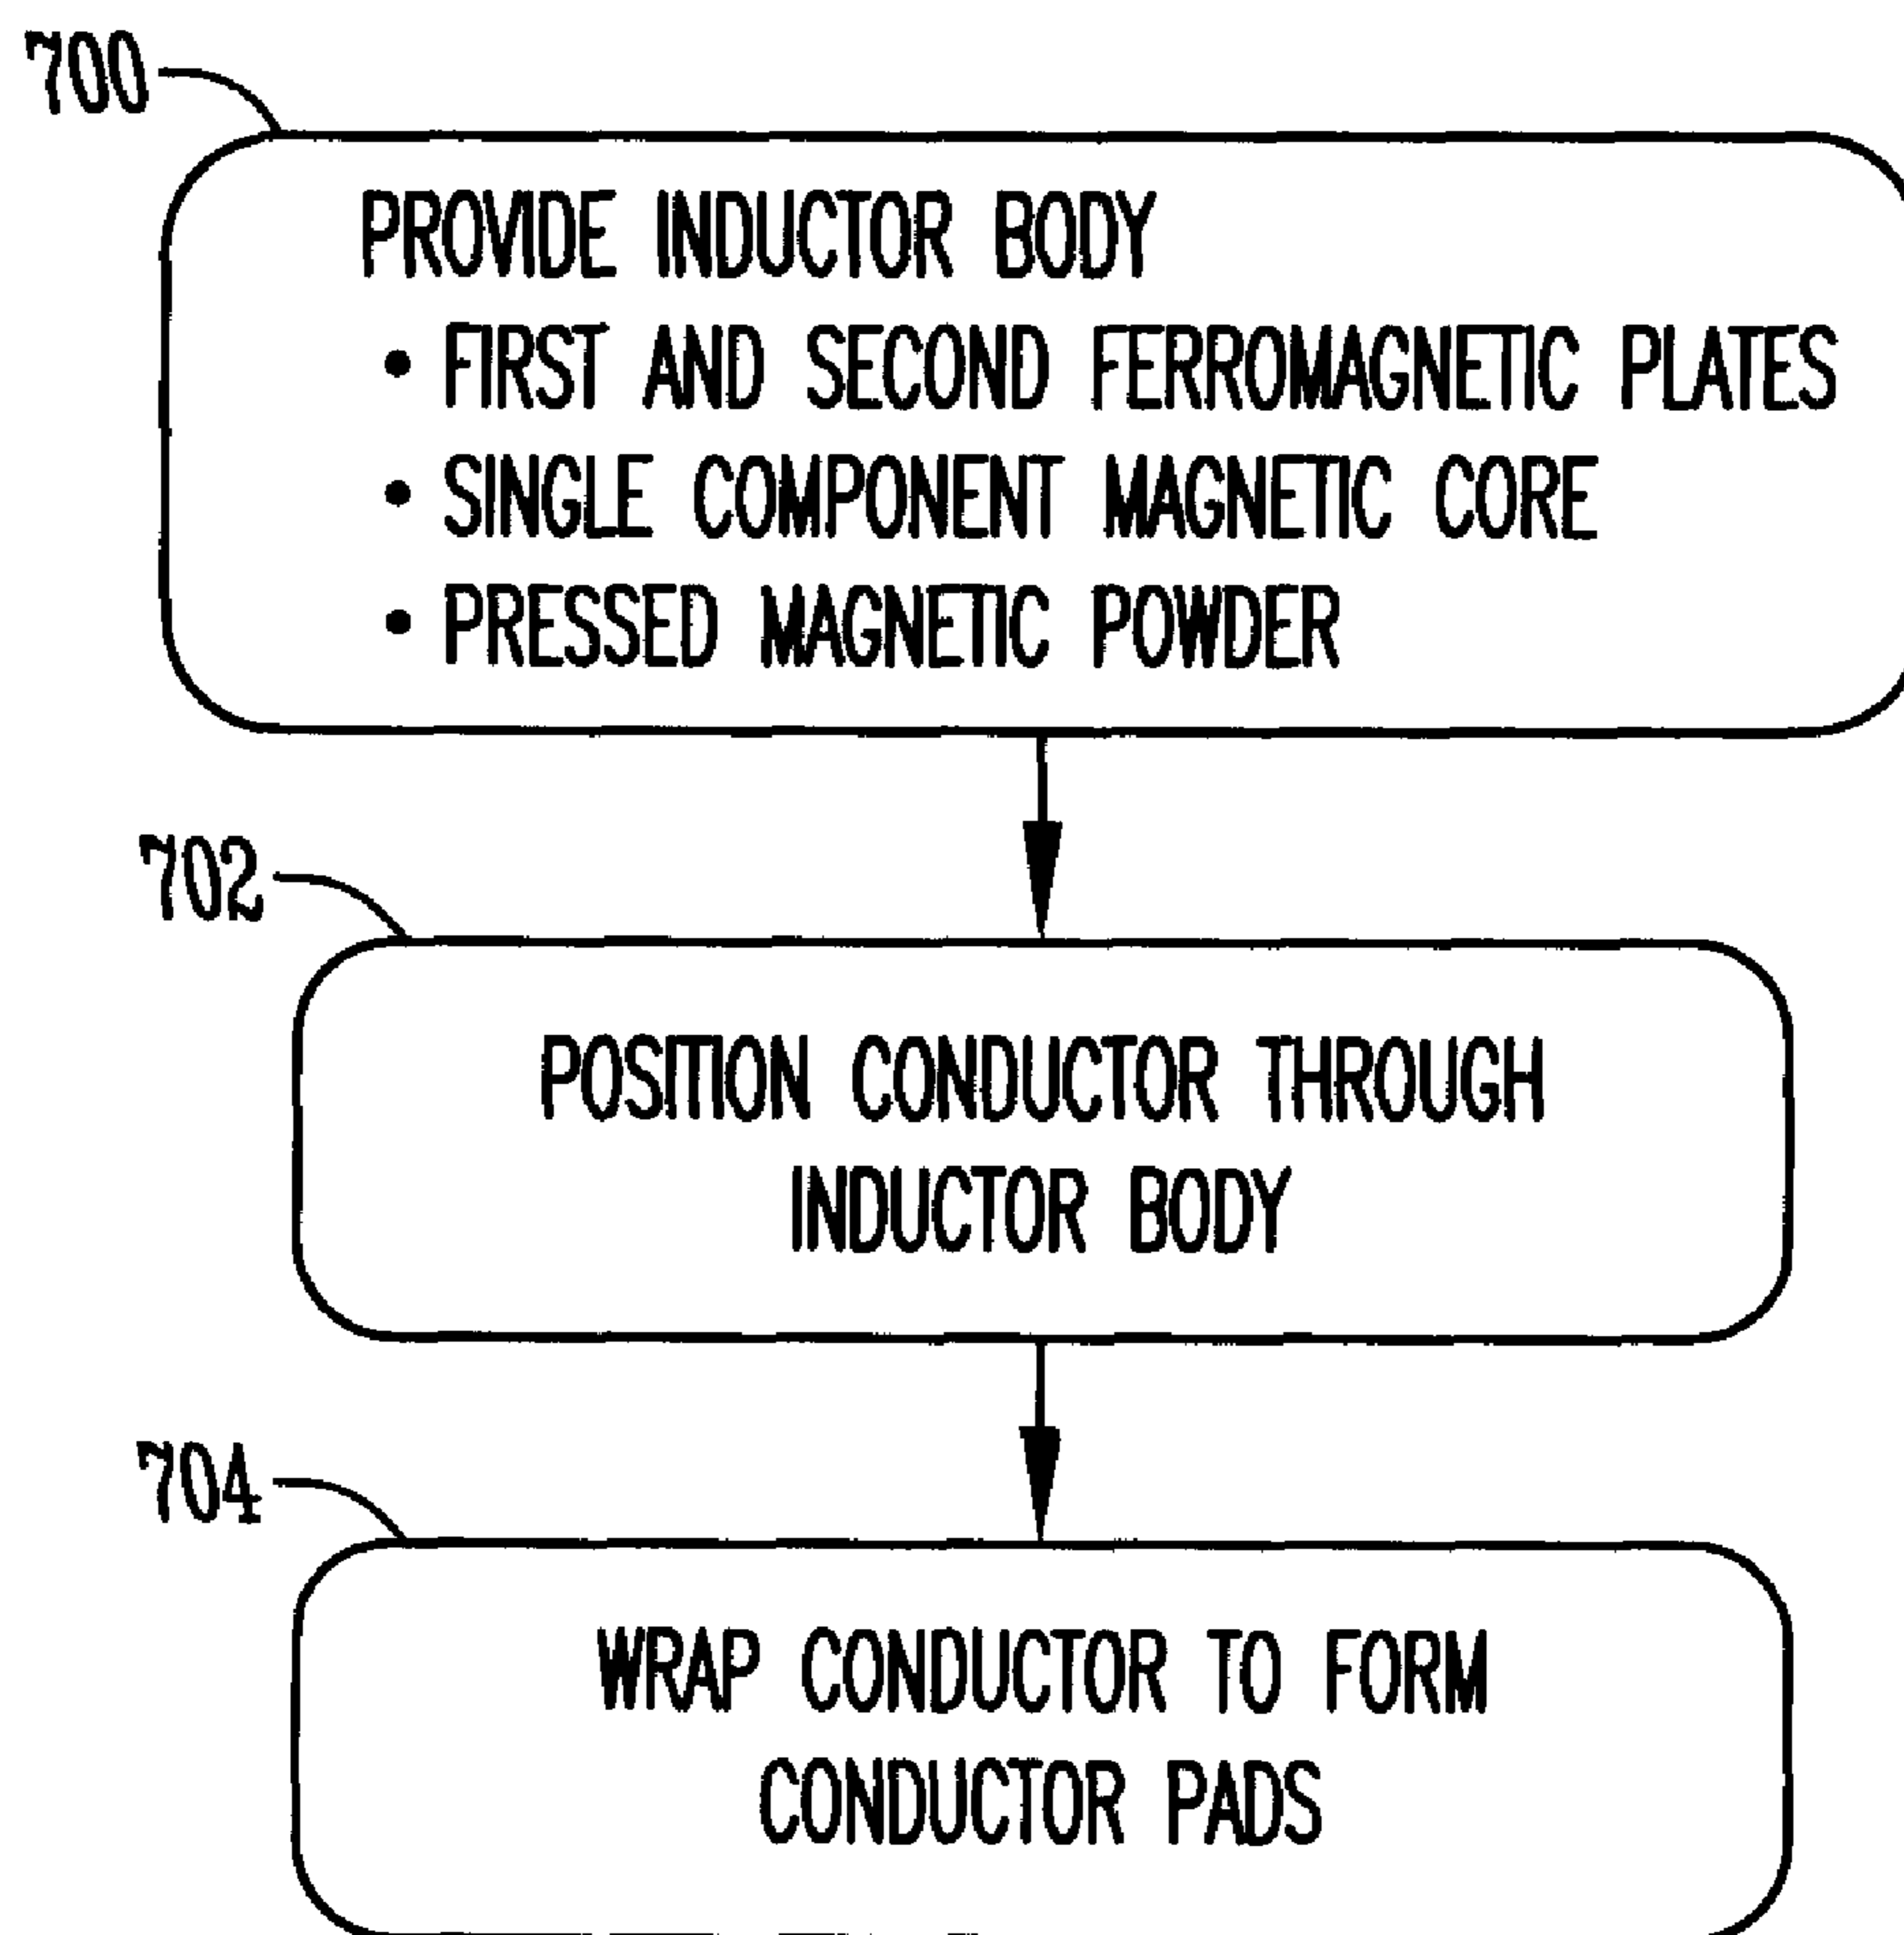 700
PROVIDE INDUCTOR BODY
• FIRST AND SECOND FERROMAGNETIC PLATES
• SINGLE COMPONENT MAGNETIC CORE
• PRESSED MAGNETIC POWDER
702
POSITION CONDUCTOR THROUGH
INDUCTOR BODY
704
WRAP CONDUCTOR TO FORM
CONDUCTOR PADS